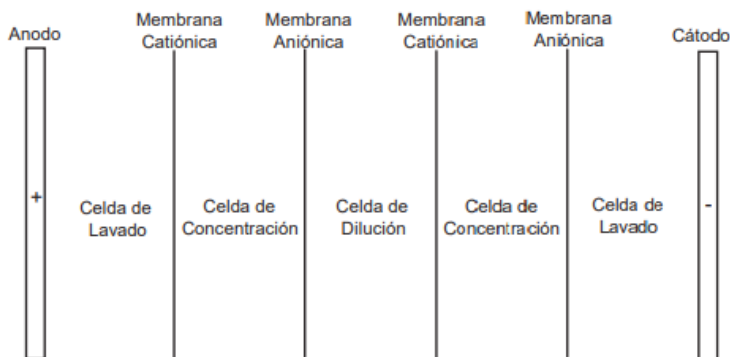 Anodo
Membrana
Catiónica
Membrana
Aniónica
Membrana
Catiónica
Membrana
Aniónica
Cátodo
+
Celda de
Lavado
Celda de
Concentración
Celda de
Dilución
Celda de
Concentración
Celda de
Lavado
-